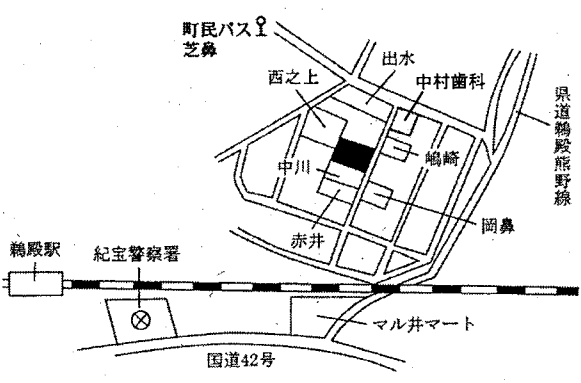 町民バス
芝鼻
出水
西之上
中村歯科
県道鵜殿熊野線
嶋崎
中川
岡鼻
赤井
鵜殿駅
紀宝警察署
マル井マート
国道42号